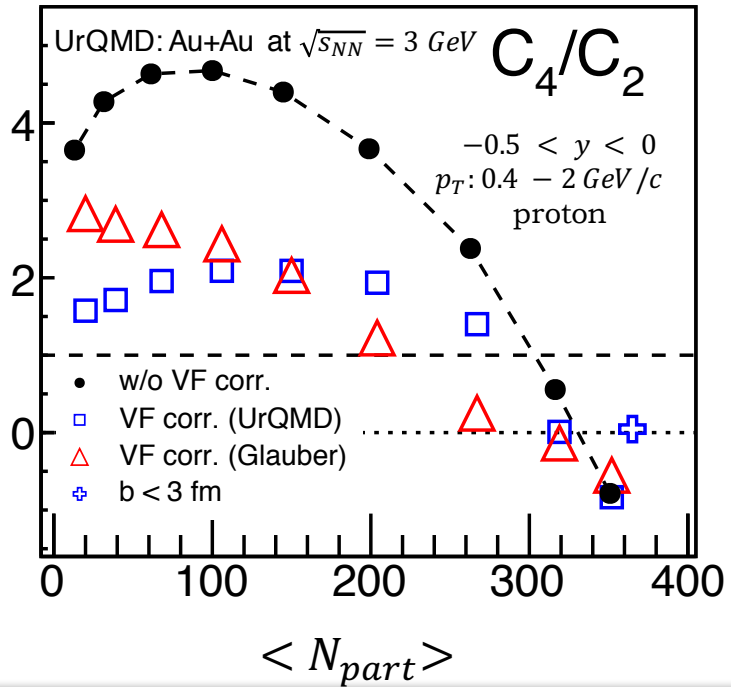 UrQMD: Au+Au at √s_NN = 3 GeV
C₄/C₂
−0.5 < y < 0
p_T: 0.4 − 2 GeV/c
proton
4
2
0
w/o VF corr.
VF corr. (UrQMD)
VF corr. (Glauber)
b < 3 fm
0 100 200 300 400
< N_part >